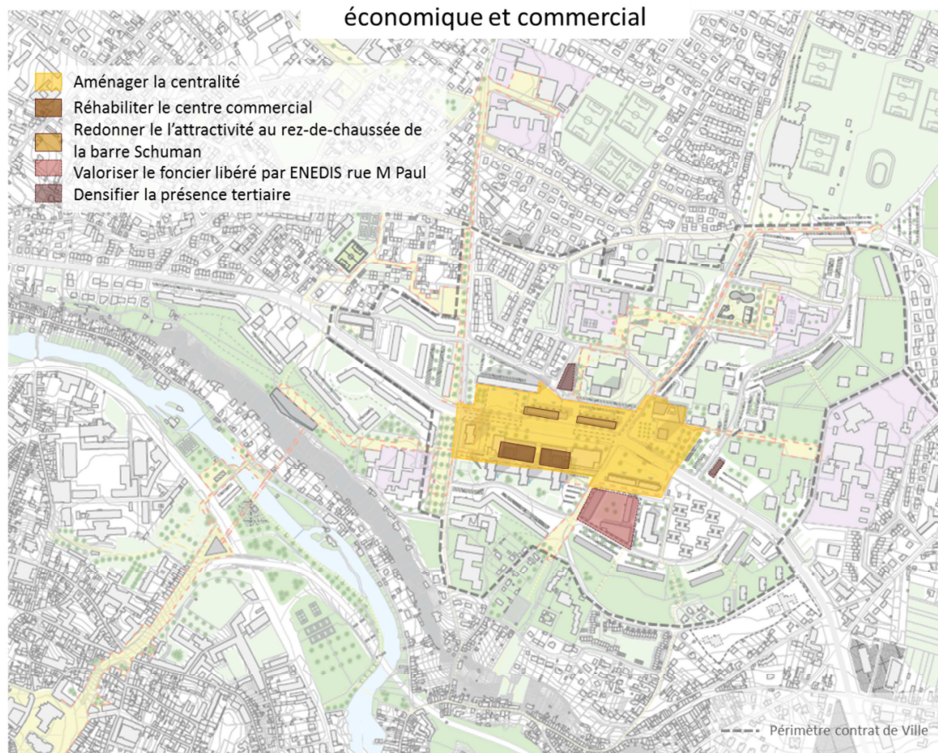 économique et commercial
Aménager la centralité
Réhabiliter le centre commercial
Redonner le l’attractivité au rez-de-chaussée de
la barre Schuman
Valoriser le foncier libéré par ENEDIS rue M Paul
Densifier la présence tertiaire
Périmètre contrat de Ville